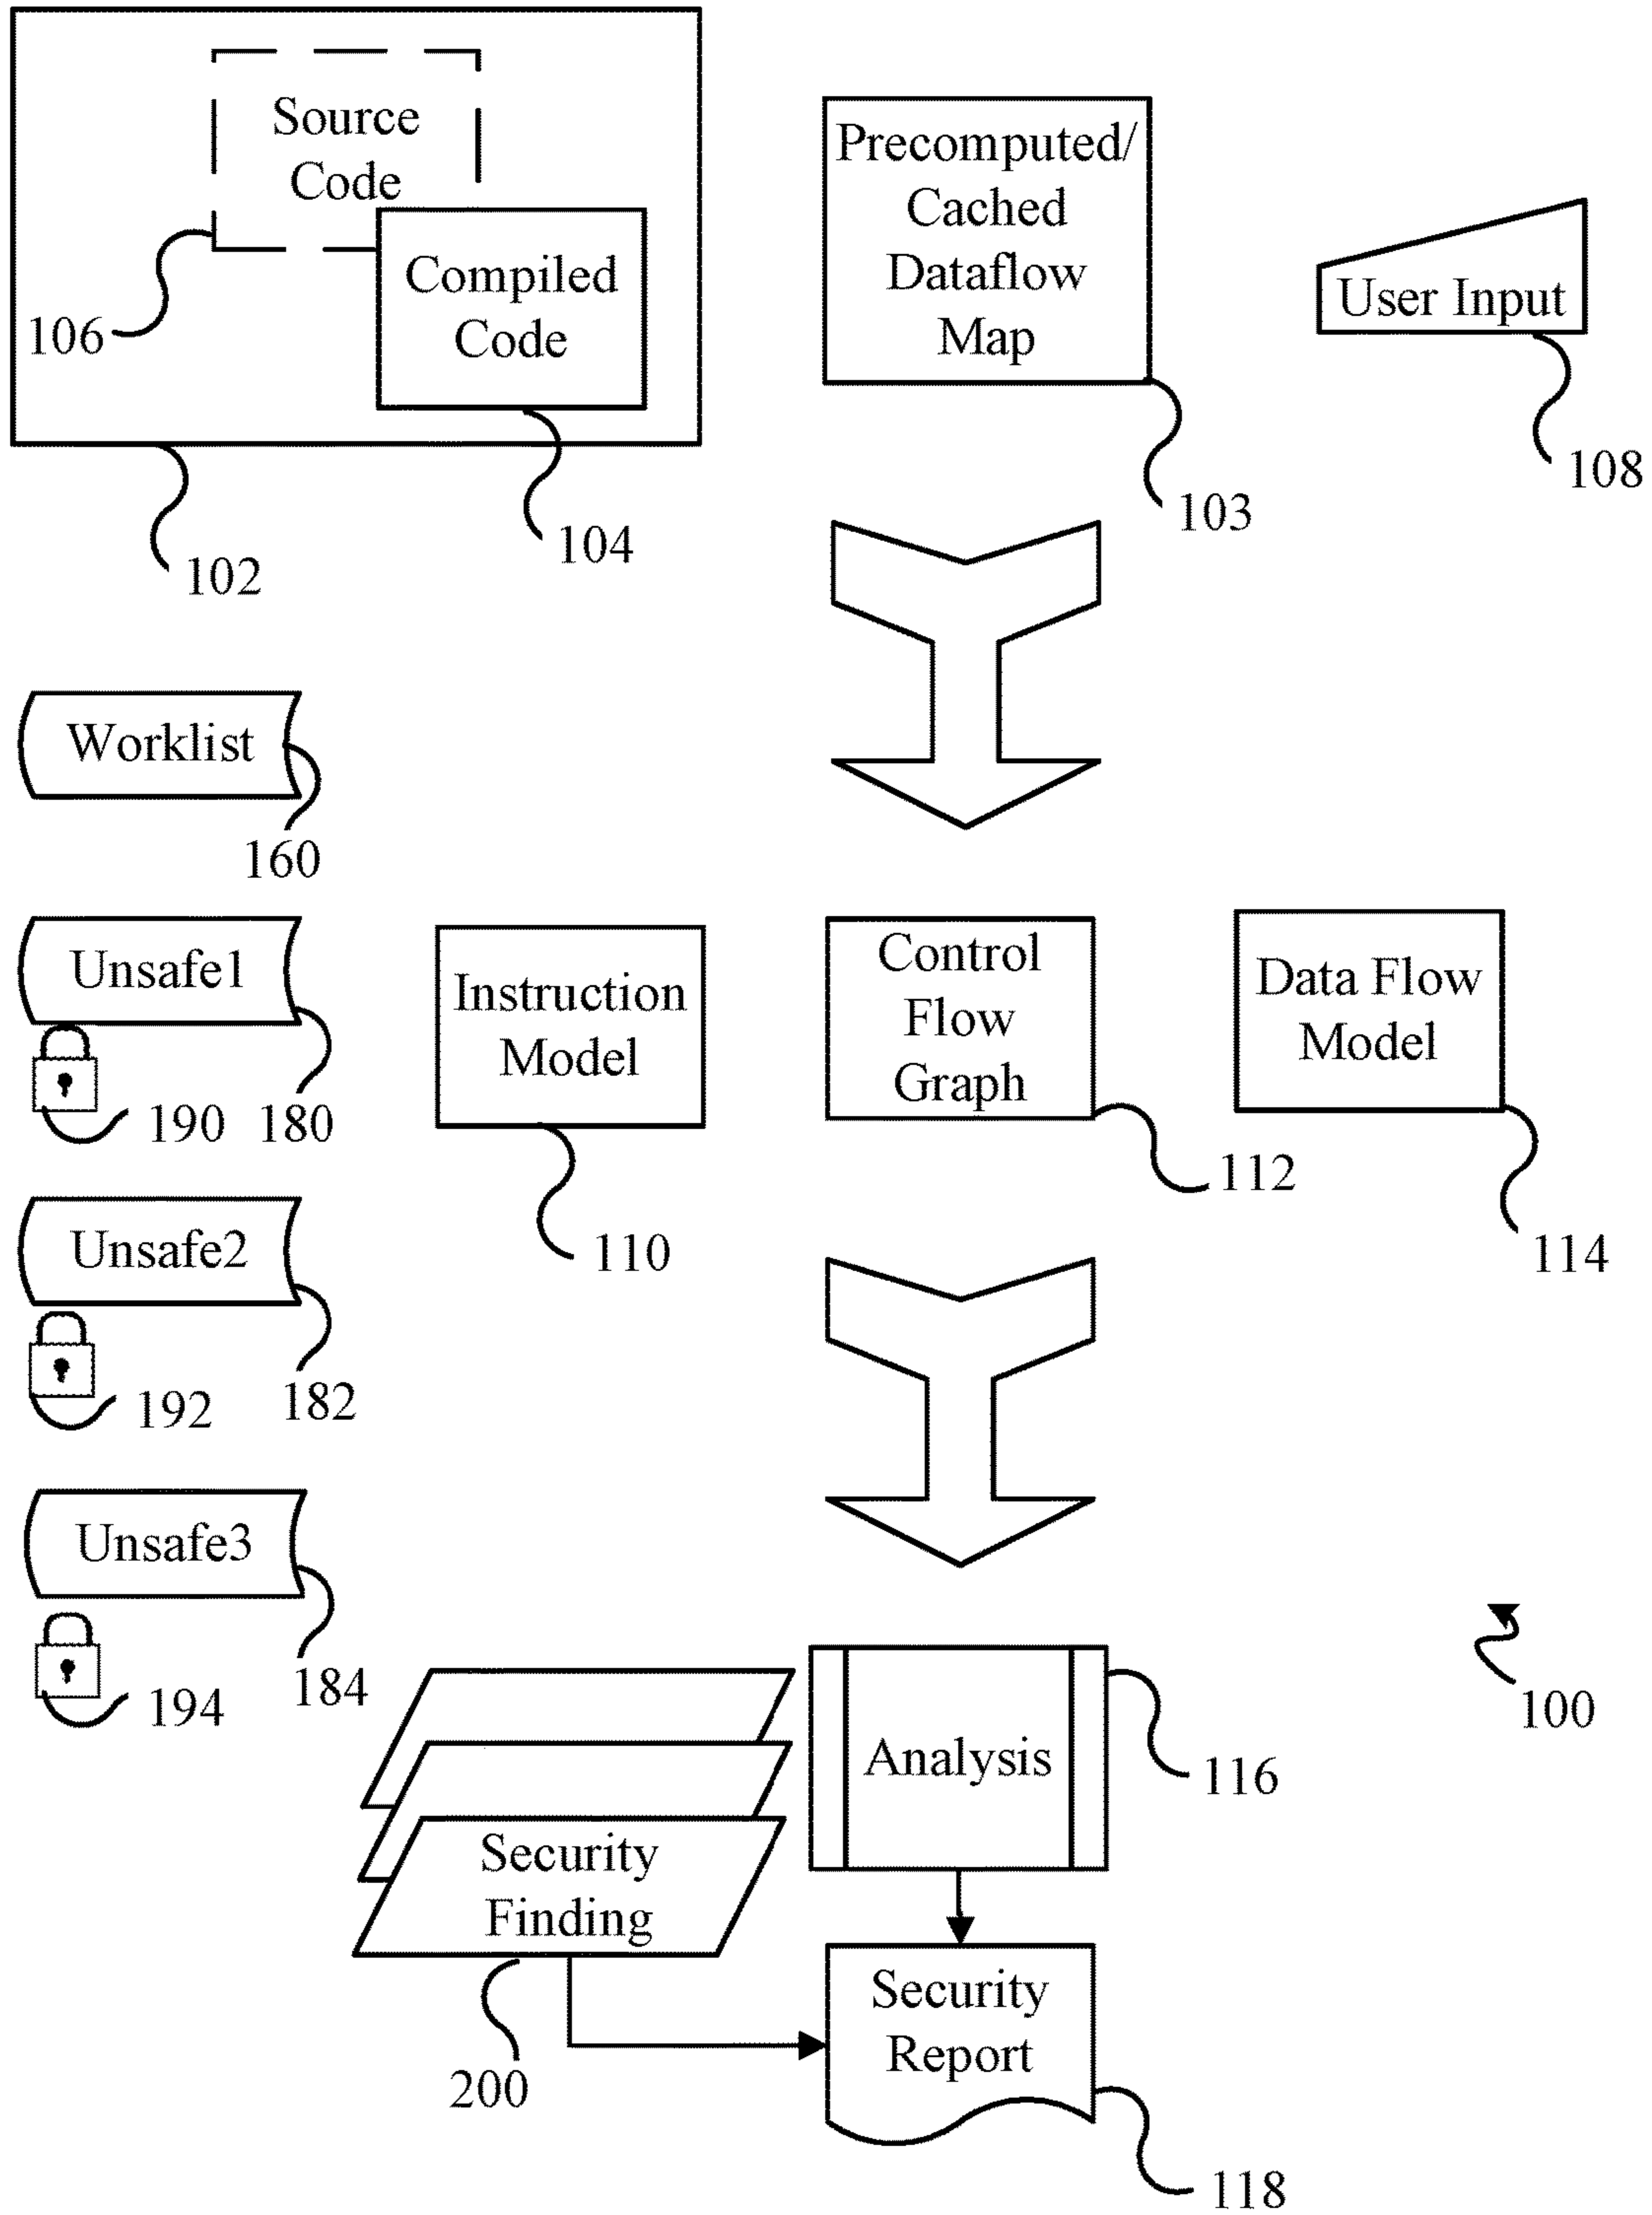 Source
Code
Compiled
Code
106
104
102
Precomputed/
Cached
Dataflow
Map
103
User Input
108
Worklist
160
Unsafe1
190
180
Instruction
Model
110
Control
Flow
Graph
112
Data Flow
Model
114
Unsafe2
192
182
Unsafe3
194
184
100
Analysis
116
Security
Finding
200
Security
Report
118